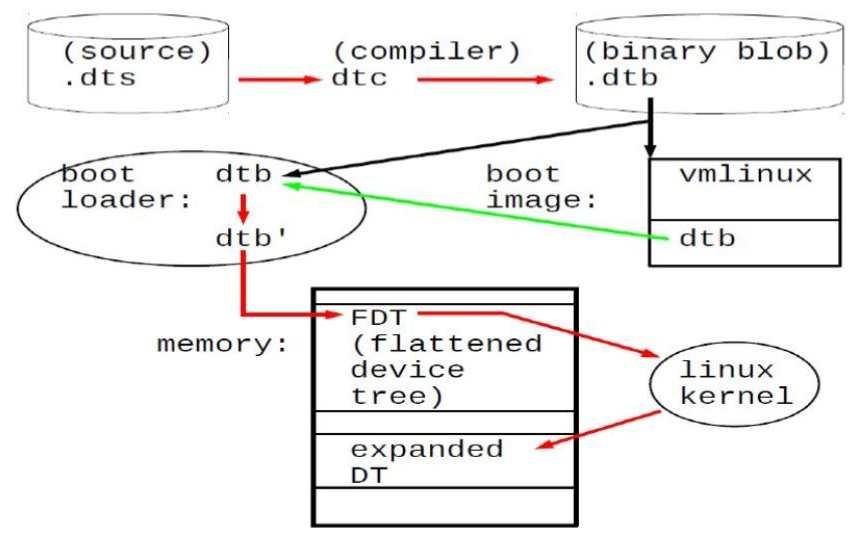 (source)
.dts
(compiler)
dtc
(binary blob)
.dtb
boot
loader:
dtb
dtb'
boot
image:
vmlinux
dtb
memory:
FDT
(flattened
device
tree)
linux
kernel
expanded
DT